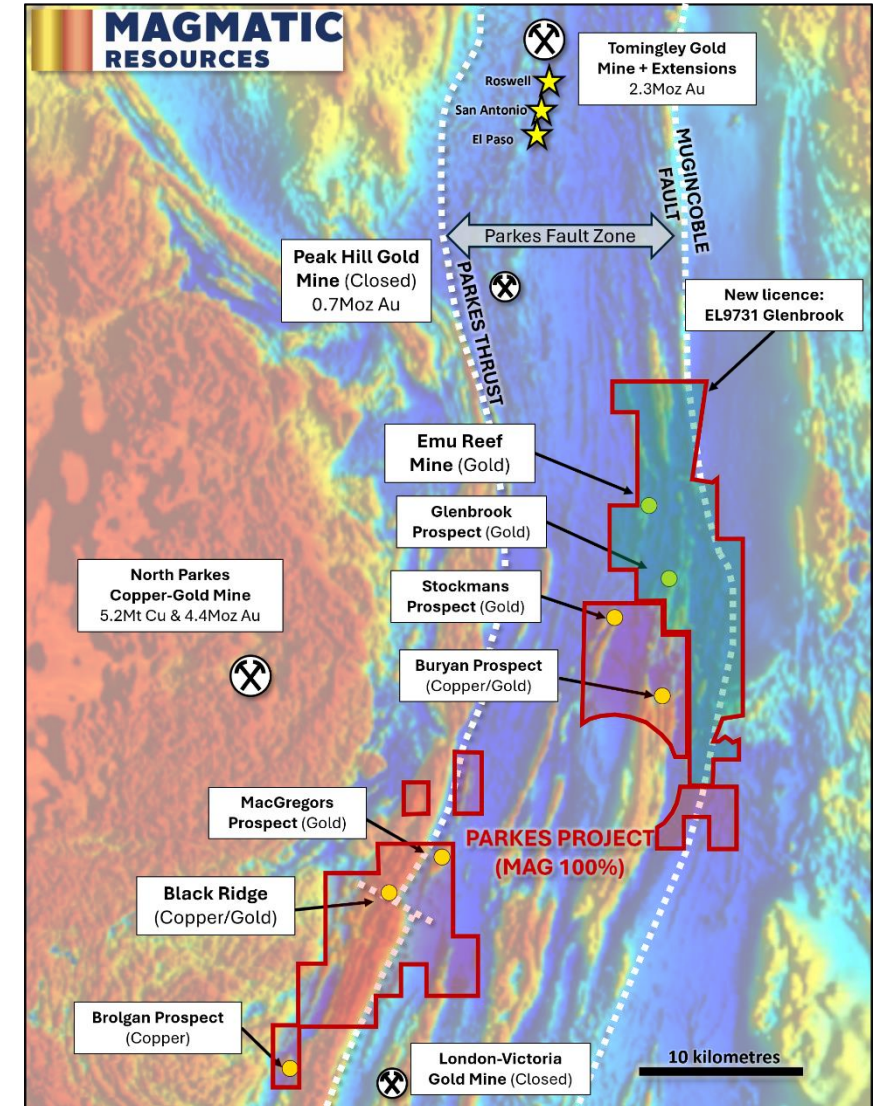 MAGMATIC
RESOURCES
Tomingley Gold
Mine + Extensions
2.3Moz Au
Roswell
San Antonio
El Paso
MUGINCOBLE
FAULT
Parkes Fault Zone
Peak Hill Gold
Mine (Closed)
0.7Moz Au
PARKES THRUST
New licence:
EL9731 Glenbrook
Emu Reef
Mine (Gold)
Glenbrook
Prospect (Gold)
Stockmans
Prospect (Gold)
North Parkes
Copper-Gold Mine
5.2Mt Cu & 4.4Moz Au
Buryan Prospect
(Copper/Gold)
MacGregors
Prospect (Gold)
PARKES PROJECT
(MAG 100%)
Black Ridge
(Copper/Gold)
Brolgan Prospect
(Copper)
London-Victoria
Gold Mine (Closed)
10 kilometres